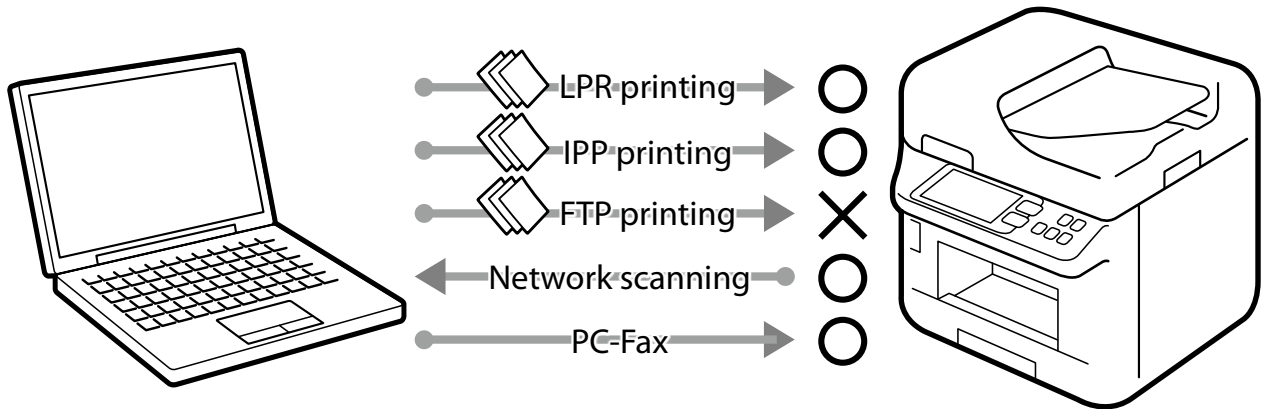 LPR printing
IPP printing
FTP printing
Network scanning
PC-Fax